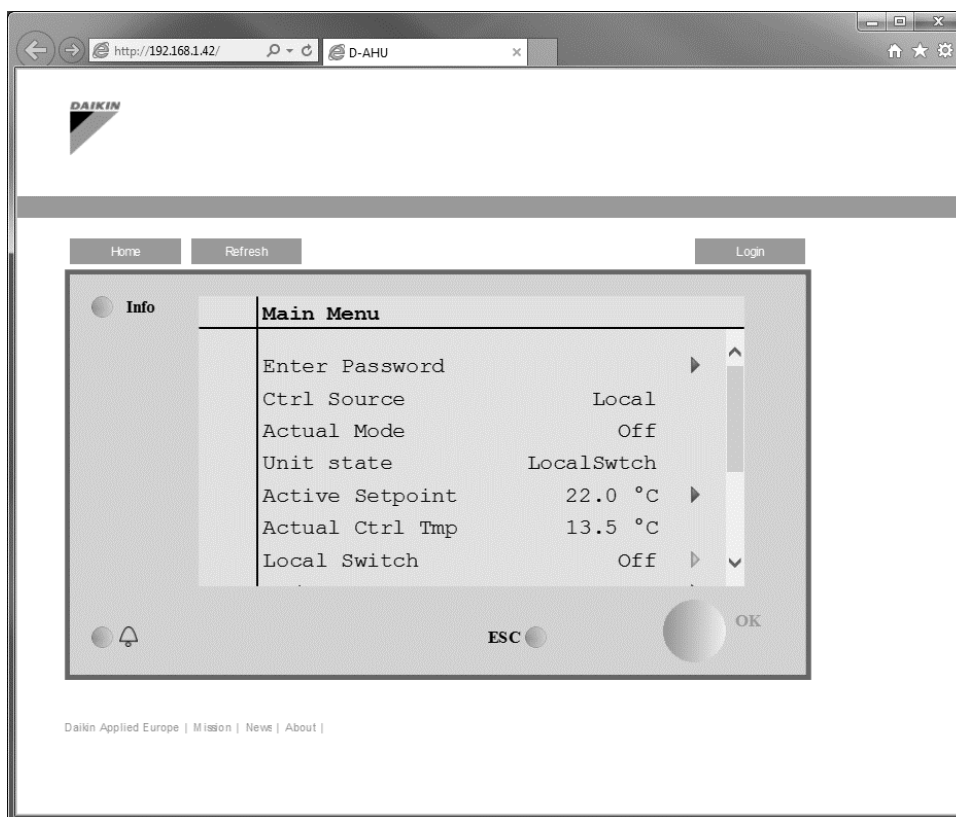 http://192.168.1.42/
D-AHU
DAIKIN
Home
Refresh
Login
Info
Main Menu
Enter Password
Ctrl Source Local
Actual Mode Off
Unit state LocalSwtch
Active Setpoint 22.0 °C
Actual Ctrl Tmp 13.5 °C
Local Switch Off
ESC
OK
Daikin Applied Europe | Mission | News | About |